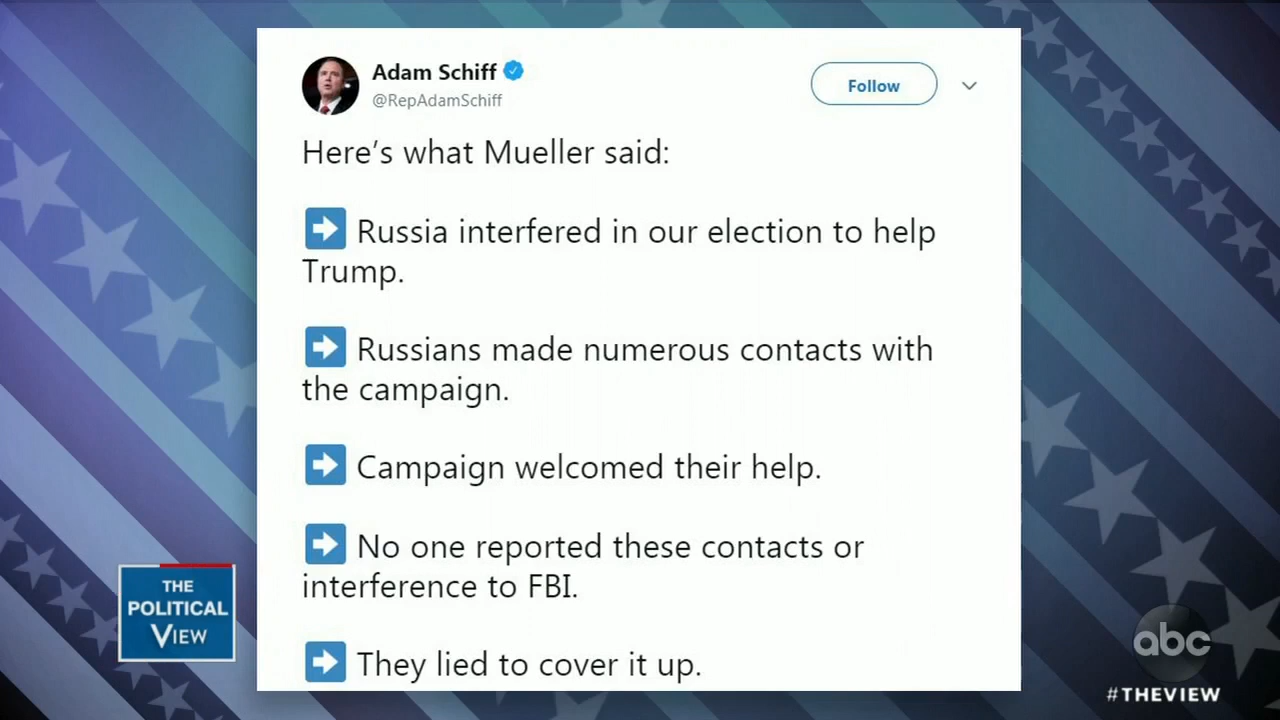 Adam Schiff
@RepAdamSchiff
Follow
Here’s what Mueller said:
➡ Russia interfered in our election to help
Trump.
➡ Russians made numerous contacts with
the campaign.
➡ Campaign welcomed their help.
➡ No one reported these contacts or
interference to FBI.
➡ They lied to cover it up.
THE
POLITICAL
VIEW
abc
#THEVIEW